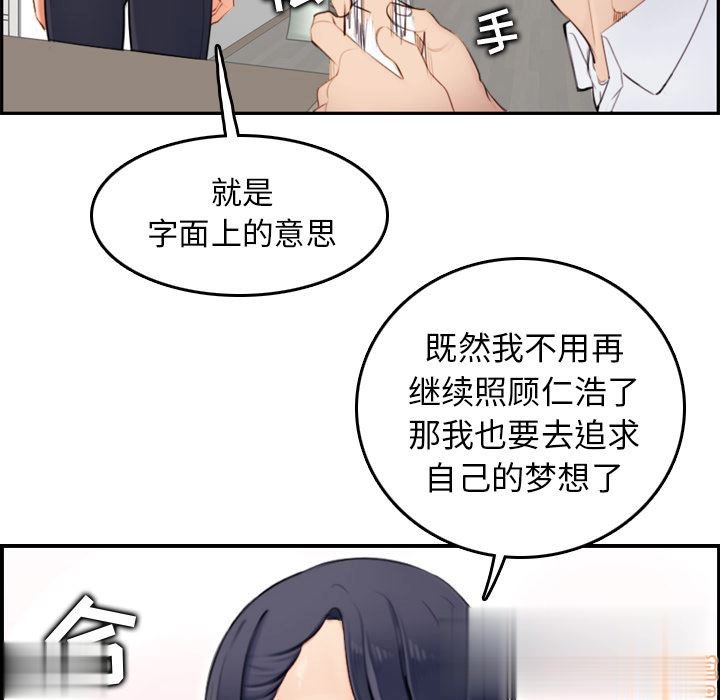 手
就是
字面上的意思
既然我不用再
继续照顾仁浩了
那我也要去追求
自己的梦想了